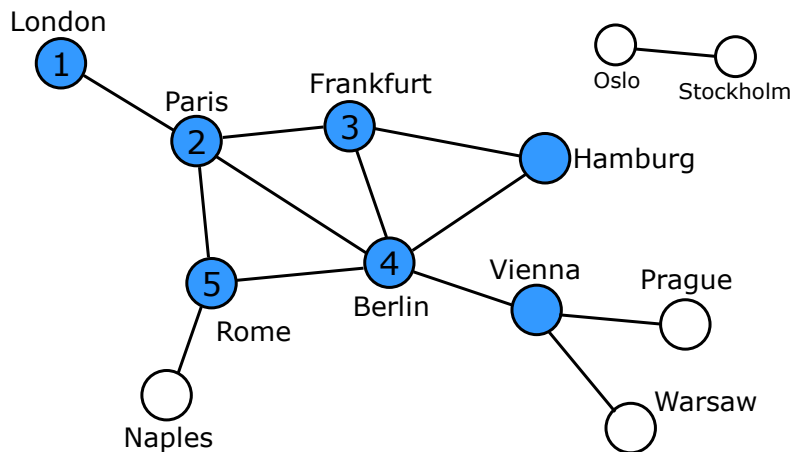 London
1
Paris
2
Frankfurt
3
Oslo
Stockholm
Hamburg
4
Berlin
5
Rome
Vienna
Prague
Warsaw
Naples